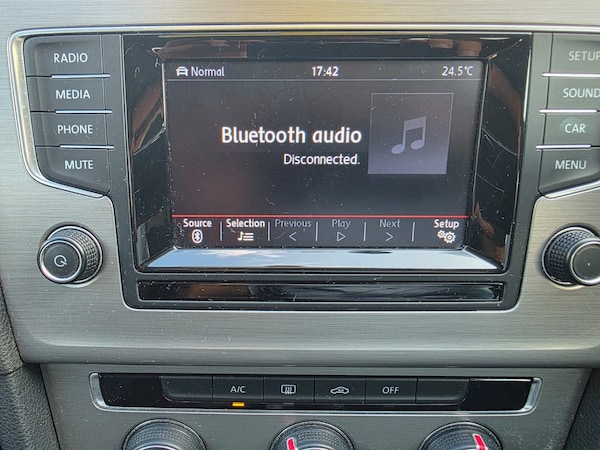 RADIO
MEDIA
PHONE
MUTE
Normal 17:42 24.5°C
Bluetooth audio
Disconnected.
Source Selection Previous Play Next Setup
SETUP
SOUND
CAR
MENU
A/C OFF